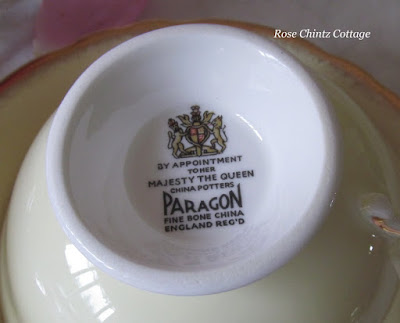 Rose Chintz Cottage
BY APPOINTMENT
TO HER
MAJESTY THE QUEEN
CHINA POTTERS
PARAGON
FINE BONE CHINA
ENGLAND REG'D